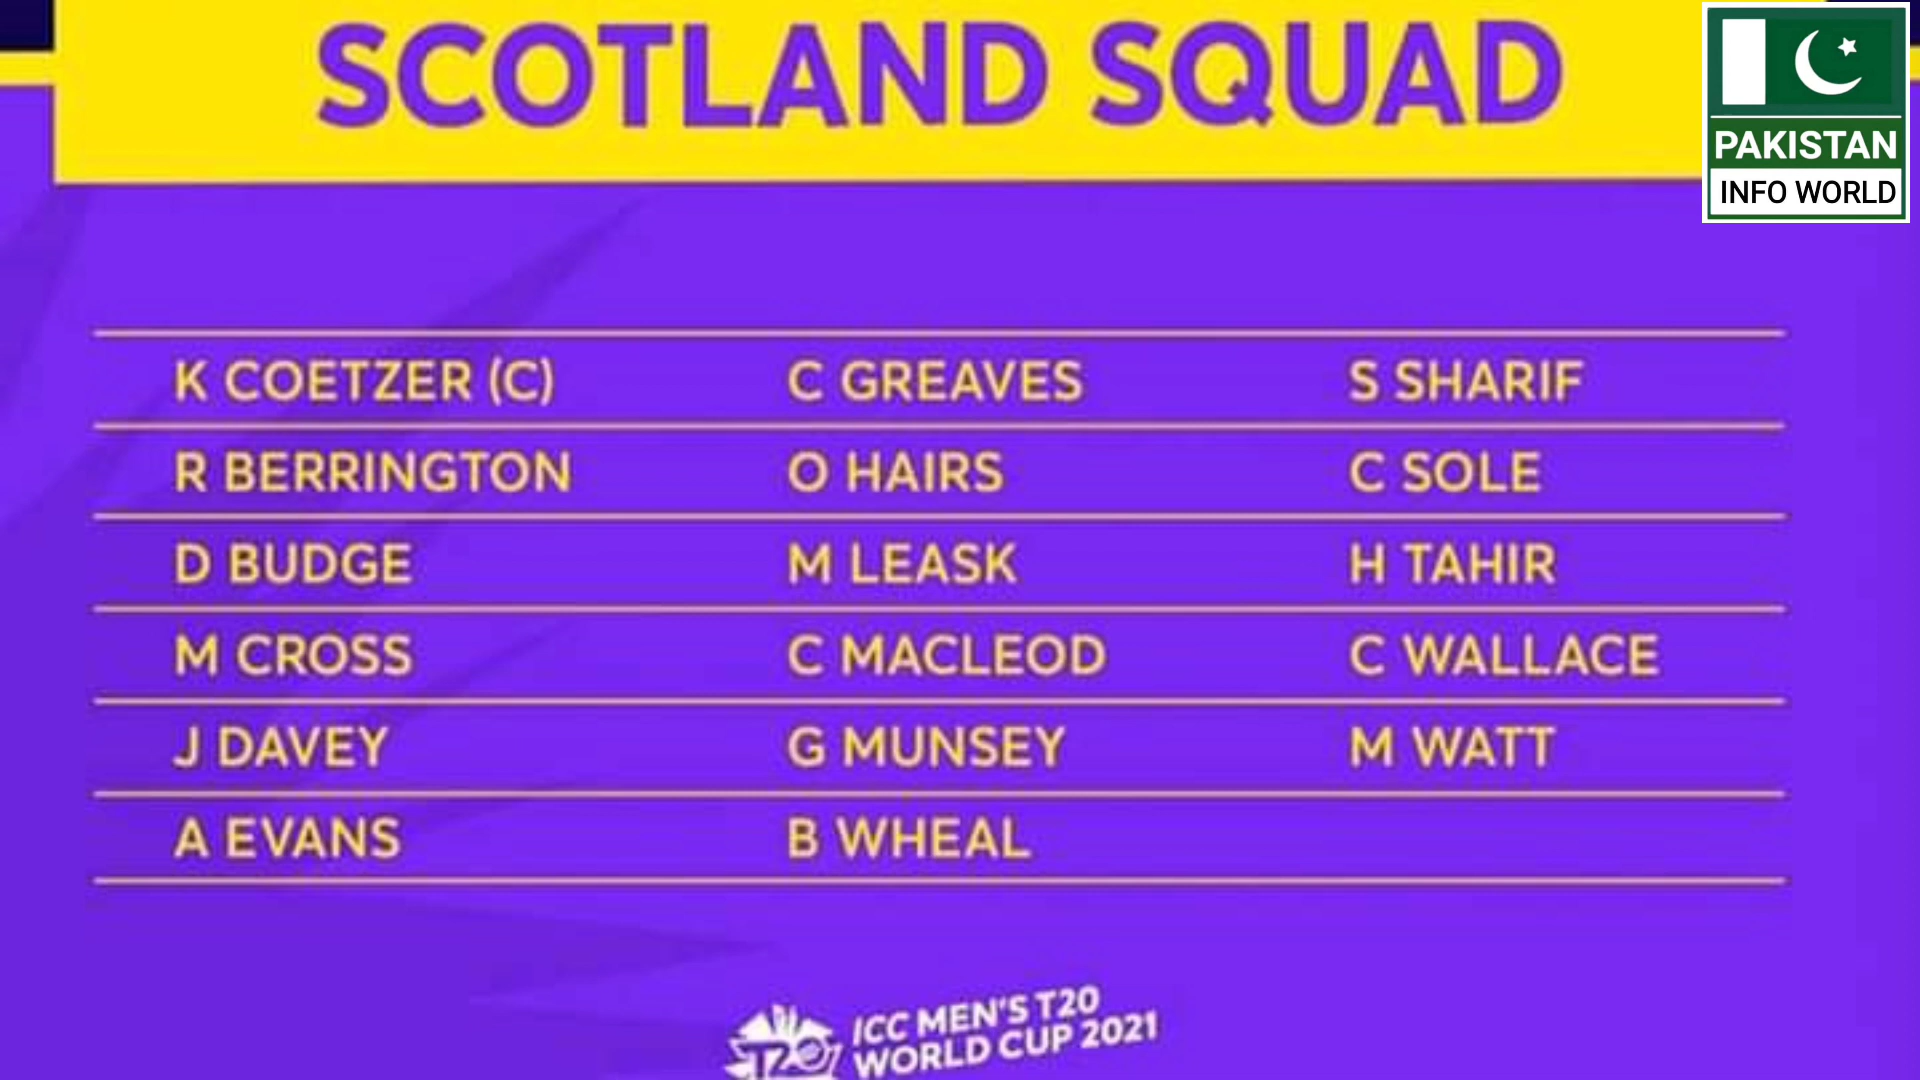 SCOTLAND SQUAD
PAKISTAN
INFO WORLD
K COETZER (C) C GREAVES S SHARIF
R BERRINGTON O HAIRS C SOLE
D BUDGE M LEASK H TAHIR
M CROSS C MACLEOD C WALLACE
J DAVEY G MUNSEY M WATT
A EVANS B WHEAL
T20
ICC MEN'S T20
WORLD CUP 2021